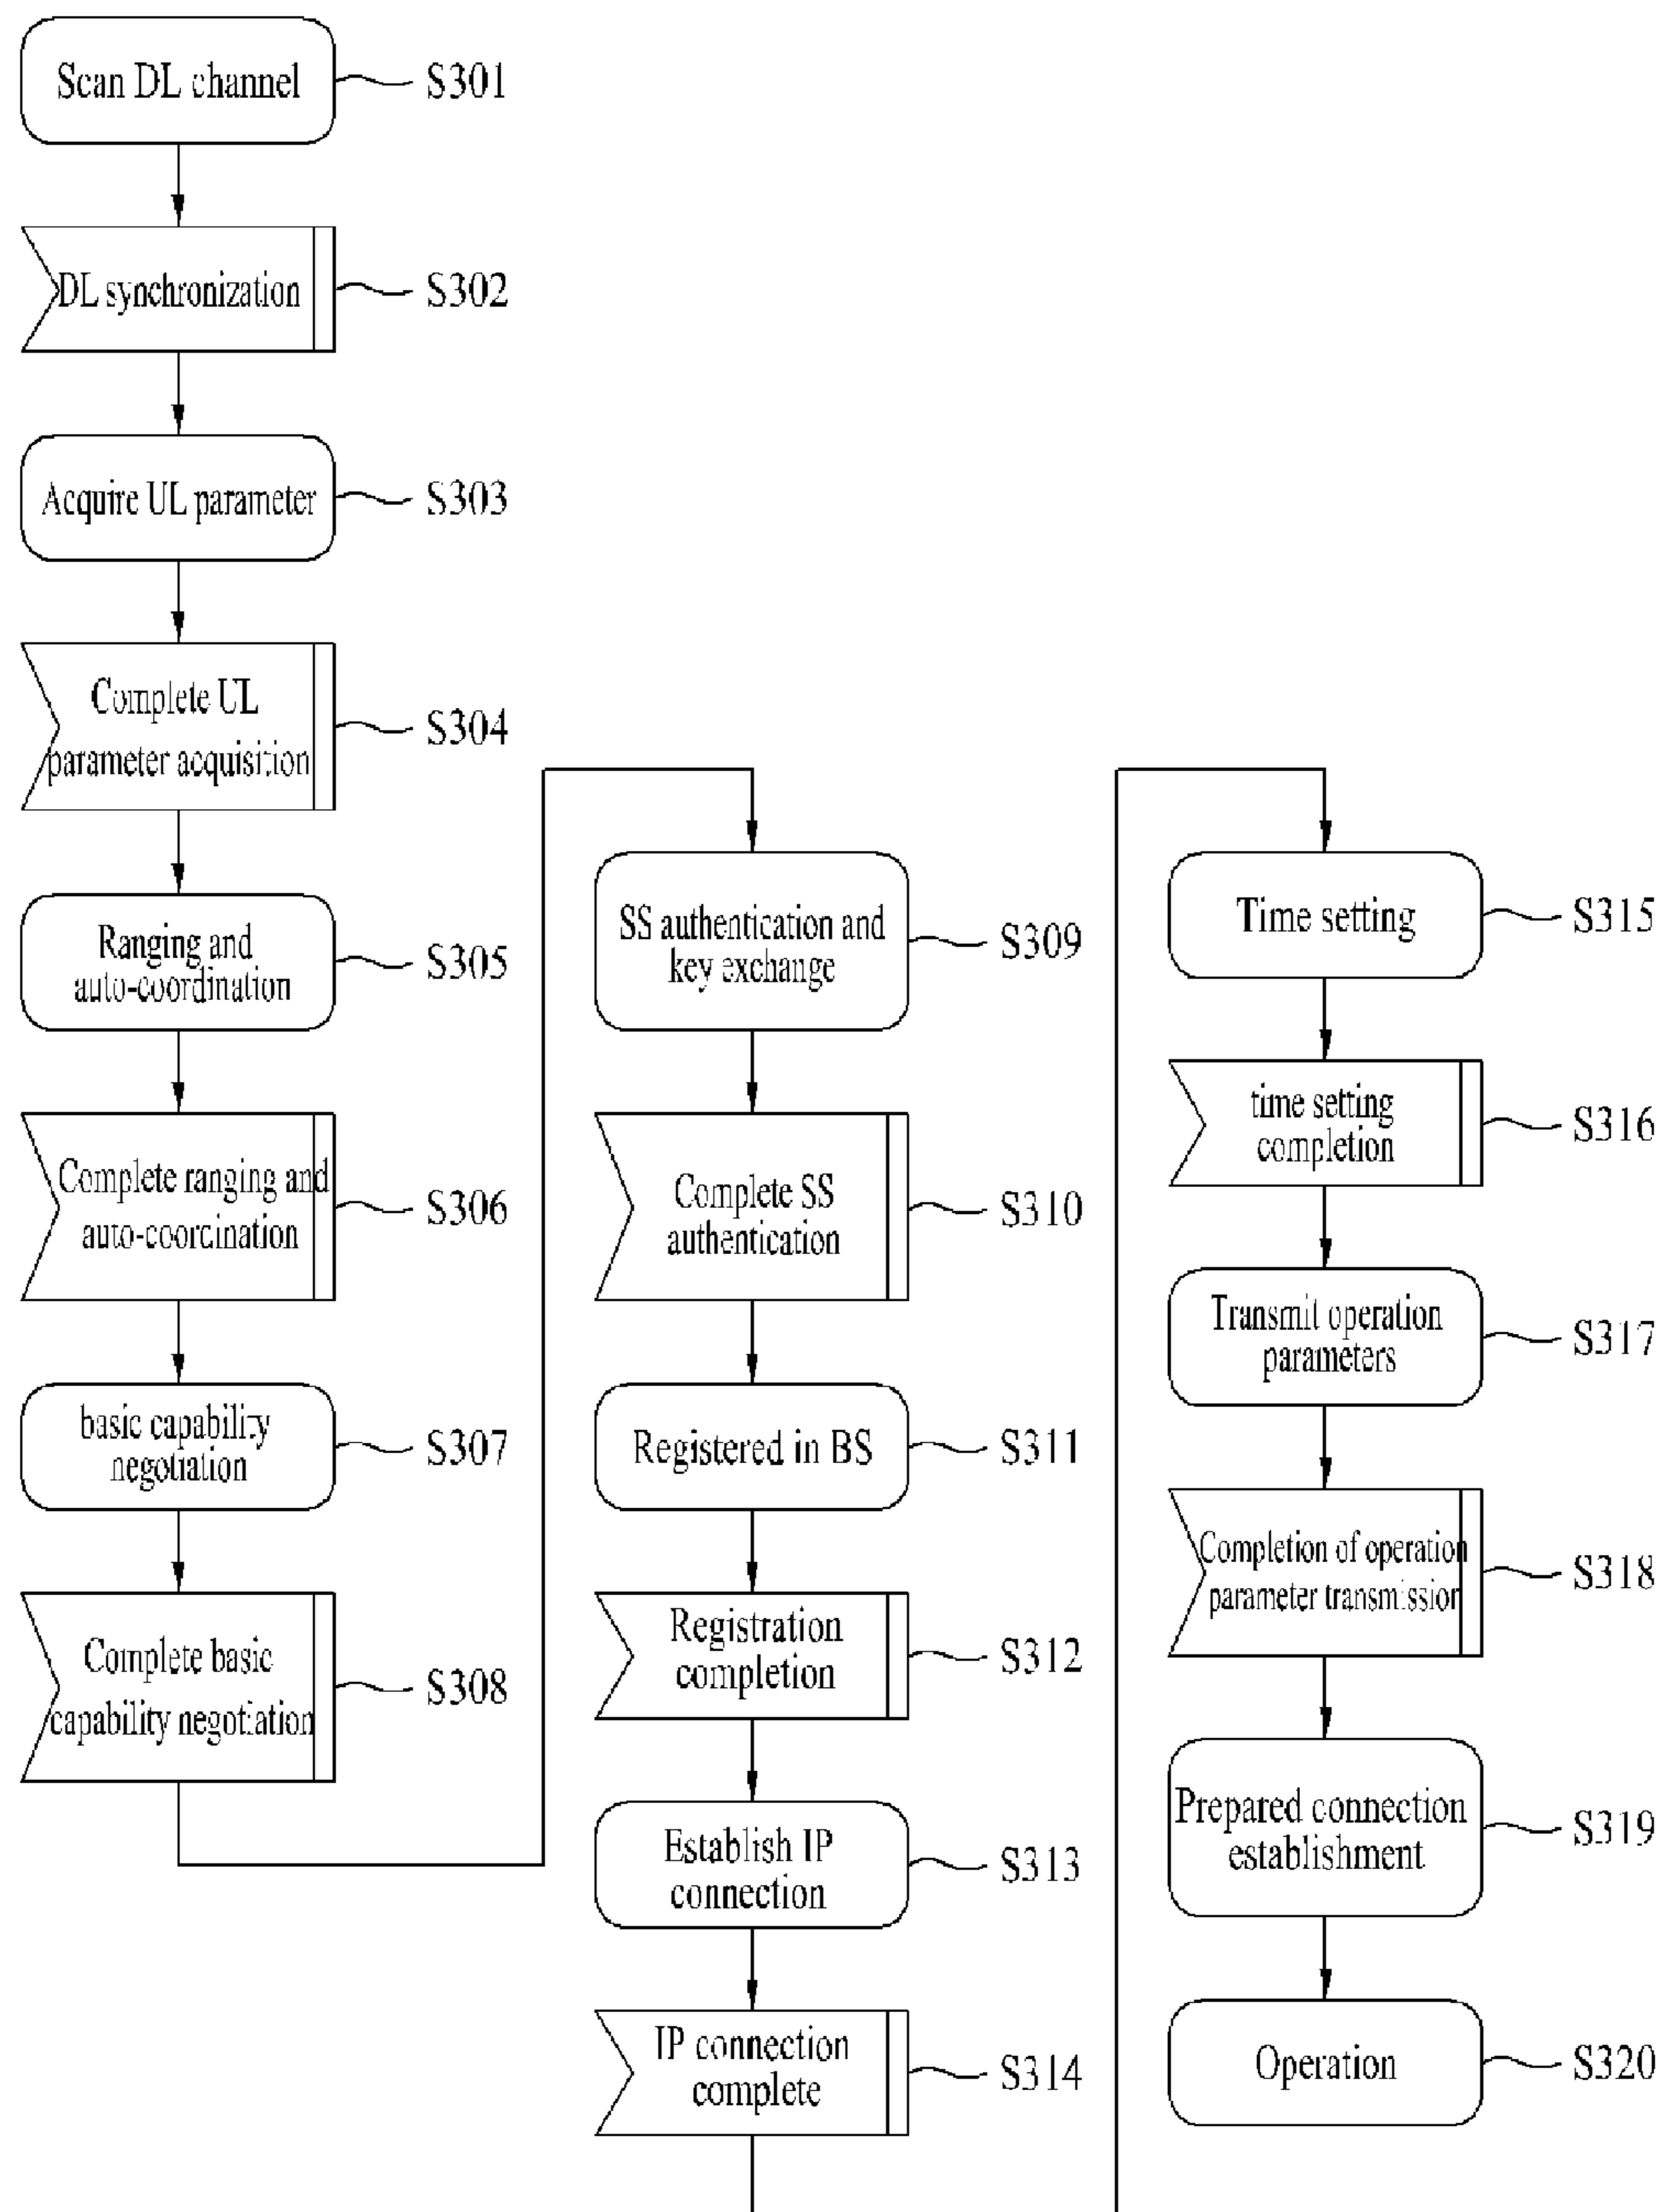 Scan DL channel
S301
DL synchronization
S302
Acquire UL parameter
S303
Complete UL
parameter acquisition
S304
Ranging and
auto-coordination
S305
Complete ranging and
auto-coordination
S306
basic capability
negotiation
S307
Complete basic
capability negotiation
S308
SS authentication and
key exchange
S309
Complete SS
authentication
S310
Registered in BS
S311
Registration
completion
S312
Establish IP
connection
S313
IP connection
complete
S314
Time setting
S315
time setting
completion
S316
Transmit operation
parameters
S317
Completion of operation
parameter transmission
S318
Prepared connection
establishment
S319
Operation
S320